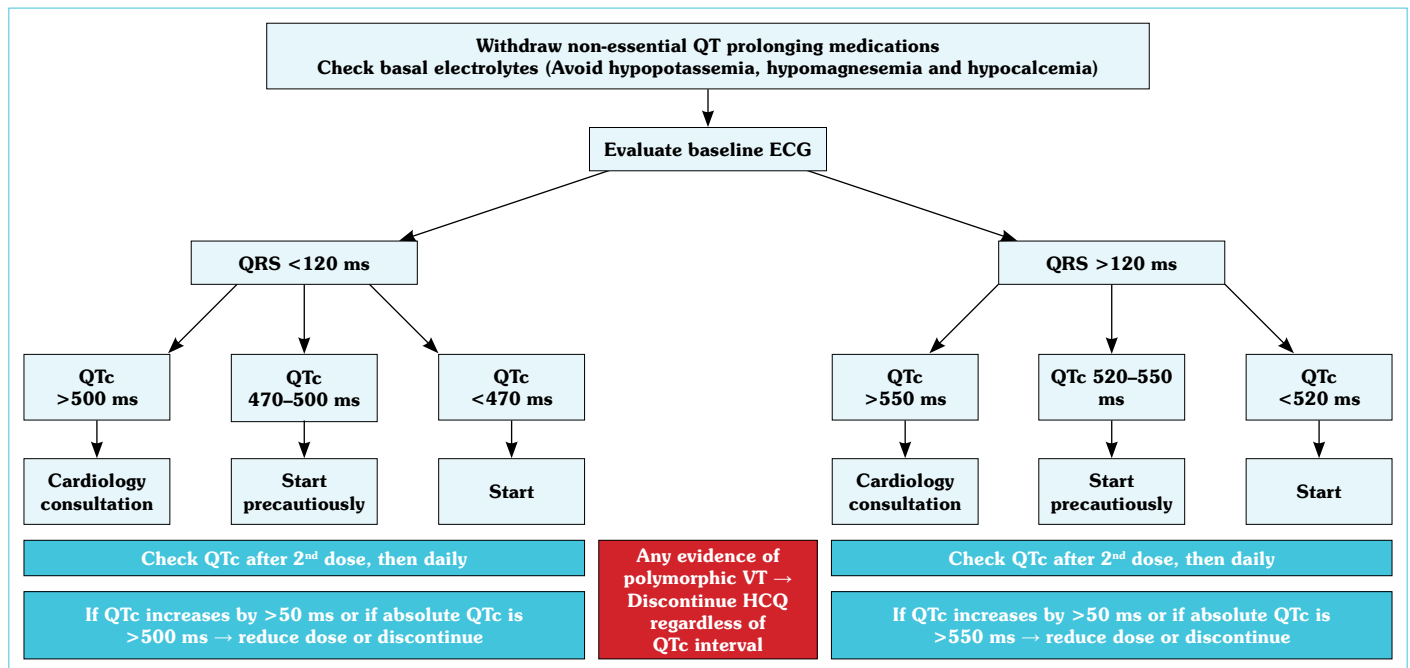 Withdraw non-essential QT prolonging medications
Check basal electrolytes (Avoid hypopotassemia, hypomagnesemia and hypocalcemia)
Evaluate baseline ECG
QRS <120 ms
QRS >120 ms
QTc
>500 ms
QTc
470–500 ms
QTc
<470 ms
QTc
>550 ms
QTc 520–550
ms
QTc
<520 ms
Cardiology
consultation
Start
precautiously
Start
Cardiology
consultation
Start
precautiously
Start
Check QTc after 2nd dose, then daily
If QTc increases by >50 ms or if absolute QTc is
>500 ms → reduce dose or discontinue
Any evidence of
polymorphic VT →
Discontinue HCQ
regardless of
QTc interval
Check QTc after 2nd dose, then daily
If QTc increases by >50 ms or if absolute QTc is
>550 ms → reduce dose or discontinue